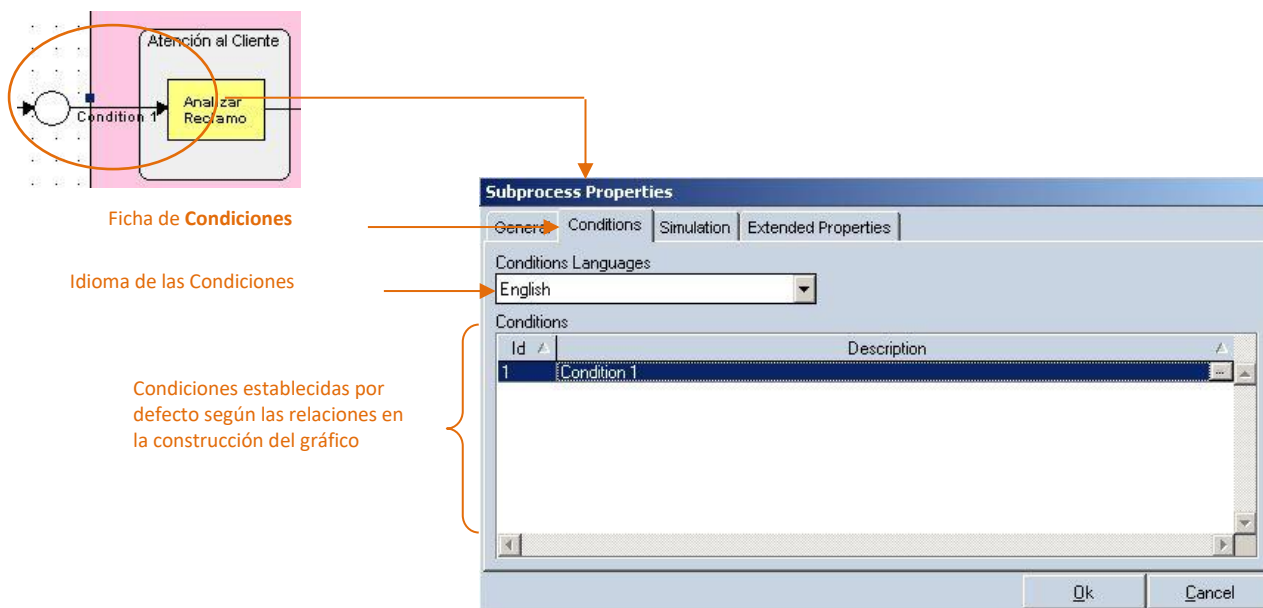 Atención al Cliente
Analizar
Reclamo
Condition 1
Ficha de Condiciones
Idioma de las Condiciones
Condiciones establecidas por
defecto según las relaciones en
la construcción del gráfico
Subprocess Properties
General Conditions Simulation Extended Properties
Conditions Languages
English
Conditions
Id Description
1 Condition 1 ...
Ok Cancel